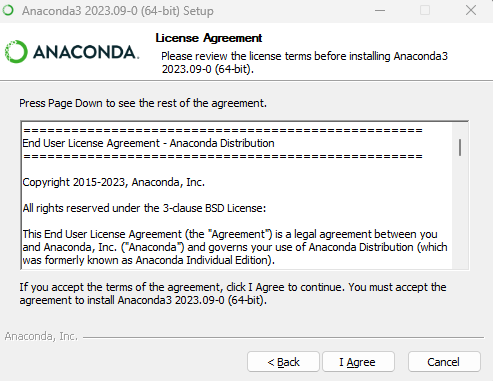 Anaconda3 2023.09-0 (64-bit) Setup
ANACONDA.
License Agreement
Please review the license terms before installing Anaconda3
2023.09-0 (64-bit).
Press Page Down to see the rest of the agreement.
===================================================
End User License Agreement - Anaconda Distribution
===================================================
Copyright 2015-2023, Anaconda, Inc.
All rights reserved under the 3-clause BSD License:
This End User License Agreement (the "Agreement") is a legal agreement between you
and Anaconda, Inc. ("Anaconda") and governs your use of Anaconda Distribution (which
was formerly known as Anaconda Individual Edition).
If you accept the terms of the agreement, click I Agree to continue. You must accept the
agreement to install Anaconda3 2023.09-0 (64-bit).
Anaconda, Inc.
< Back
I Agree
Cancel